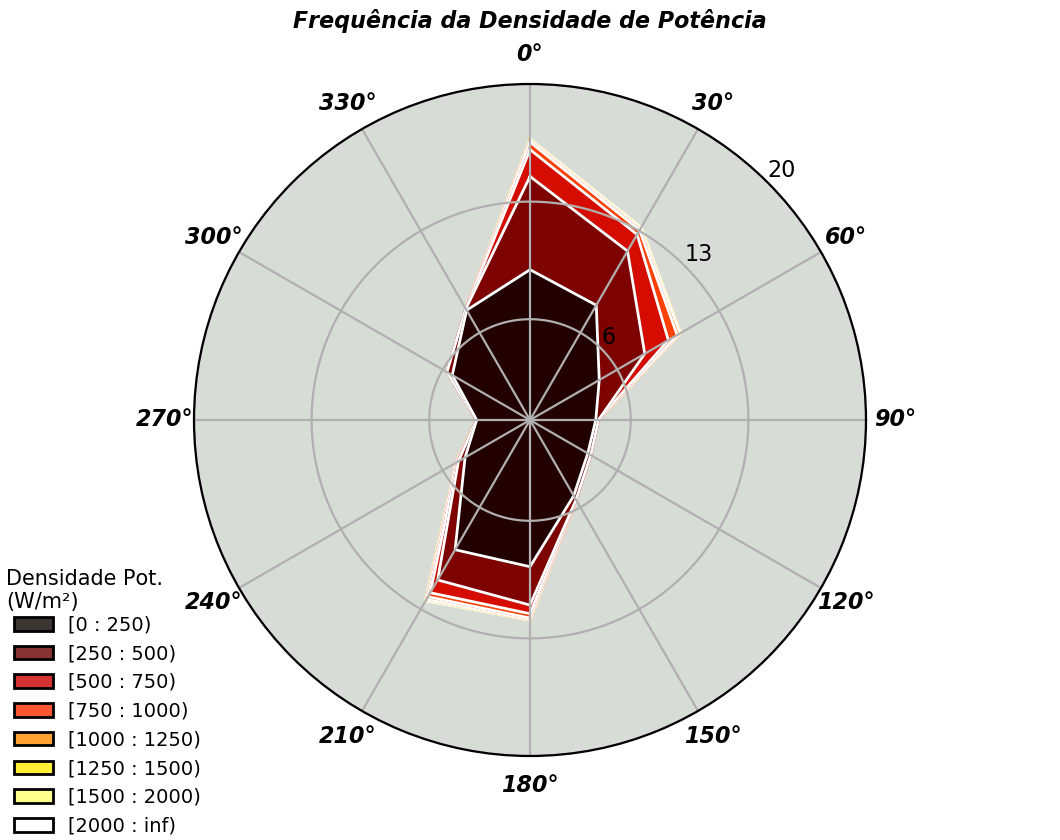 Frequência da Densidade de Potência
0°
330°
30°
20
300°
60°
13
6
270°
90°
240°
120°
210°
150°
180°
Densidade Pot.
(W/m²)
[0 : 250)
[250 : 500)
[500 : 750)
[750 : 1000)
[1000 : 1250)
[1250 : 1500)
[1500 : 2000)
[2000 : inf)